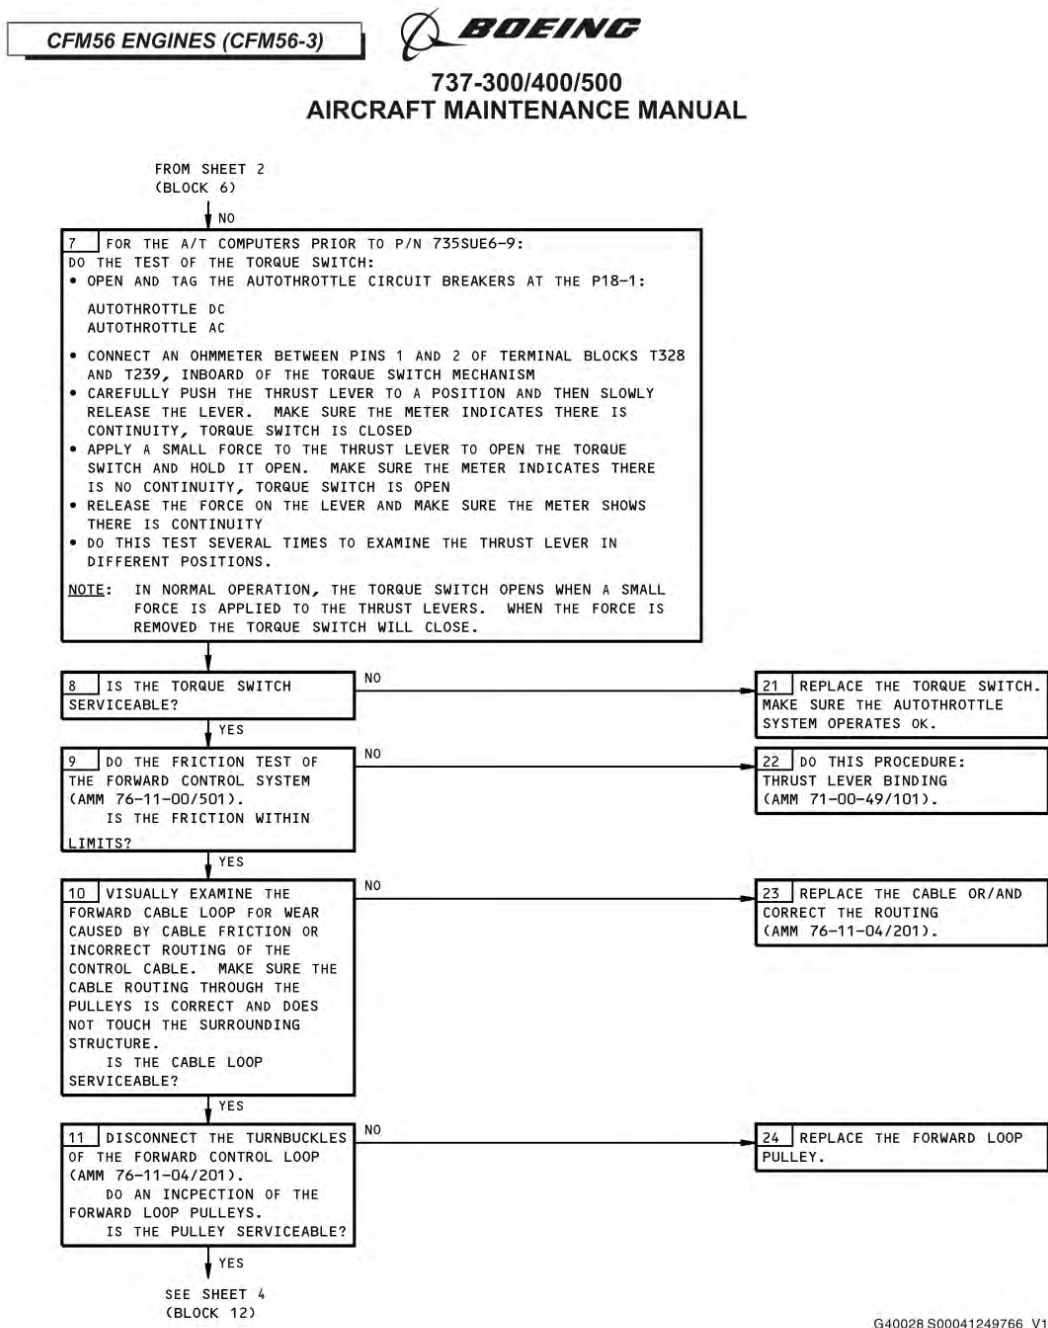 CFM56 ENGINES (CFM56-3)
BOEING
737-300/400/500
AIRCRAFT MAINTENANCE MANUAL
FROM SHEET 2
(BLOCK 6)
NO
7 FOR THE A/T COMPUTERS PRIOR TO P/N 735SUE6-9:
DO THE TEST OF THE TORQUE SWITCH:
• OPEN AND TAG THE AUTOTHROTTLE CIRCUIT BREAKERS AT THE P18-1:
AUTOTHROTTLE DC
AUTOTHROTTLE AC
• CONNECT AN OHMMETER BETWEEN PINS 1 AND 2 OF TERMINAL BLOCKS T328
AND T239, INBOARD OF THE TORQUE SWITCH MECHANISM
• CAREFULLY PUSH THE THRUST LEVER TO A POSITION AND THEN SLOWLY
RELEASE THE LEVER. MAKE SURE THE METER INDICATES THERE IS
CONTINUITY, TORQUE SWITCH IS CLOSED
• APPLY A SMALL FORCE TO THE THRUST LEVER TO OPEN THE TORQUE
SWITCH AND HOLD IT OPEN. MAKE SURE THE METER INDICATES THERE
IS NO CONTINUITY, TORQUE SWITCH IS OPEN
• RELEASE THE FORCE ON THE LEVER AND MAKE SURE THE METER SHOWS
THERE IS CONTINUITY
• DO THIS TEST SEVERAL TIMES TO EXAMINE THE THRUST LEVER IN
DIFFERENT POSITIONS.
NOTE: IN NORMAL OPERATION, THE TORQUE SWITCH OPENS WHEN A SMALL
FORCE IS APPLIED TO THE THRUST LEVERS. WHEN THE FORCE IS
REMOVED THE TORQUE SWITCH WILL CLOSE.
8 IS THE TORQUE SWITCH
SERVICEABLE?
NO
21 REPLACE THE TORQUE SWITCH.
MAKE SURE THE AUTOTHROTTLE
SYSTEM OPERATES OK.
YES
9 DO THE FRICTION TEST OF
THE FORWARD CONTROL SYSTEM
(AMM 76-11-00/501).
IS THE FRICTION WITHIN
LIMITS?
NO
22 DO THIS PROCEDURE:
THRUST LEVER BINDING
(AMM 71-00-49/101).
YES
10 VISUALLY EXAMINE THE
FORWARD CABLE LOOP FOR WEAR
CAUSED BY CABLE FRICTION OR
INCORRECT ROUTING OF THE
CONTROL CABLE. MAKE SURE THE
CABLE ROUTING THROUGH THE
PULLEYS IS CORRECT AND DOES
NOT TOUCH THE SURROUNDING
STRUCTURE.
IS THE CABLE LOOP
SERVICEABLE?
NO
23 REPLACE THE CABLE OR/AND
CORRECT THE ROUTING
(AMM 76-11-04/201).
YES
11 DISCONNECT THE TURNBUCKLES
OF THE FORWARD CONTROL LOOP
(AMM 76-11-04/201).
DO AN INCPECTION OF THE
FORWARD LOOP PULLEYS.
IS THE PULLEY SERVICEABLE?
NO
24 REPLACE THE FORWARD LOOP
PULLEY.
YES
SEE SHEET 4
(BLOCK 12)
G40028 S00041249766_V1